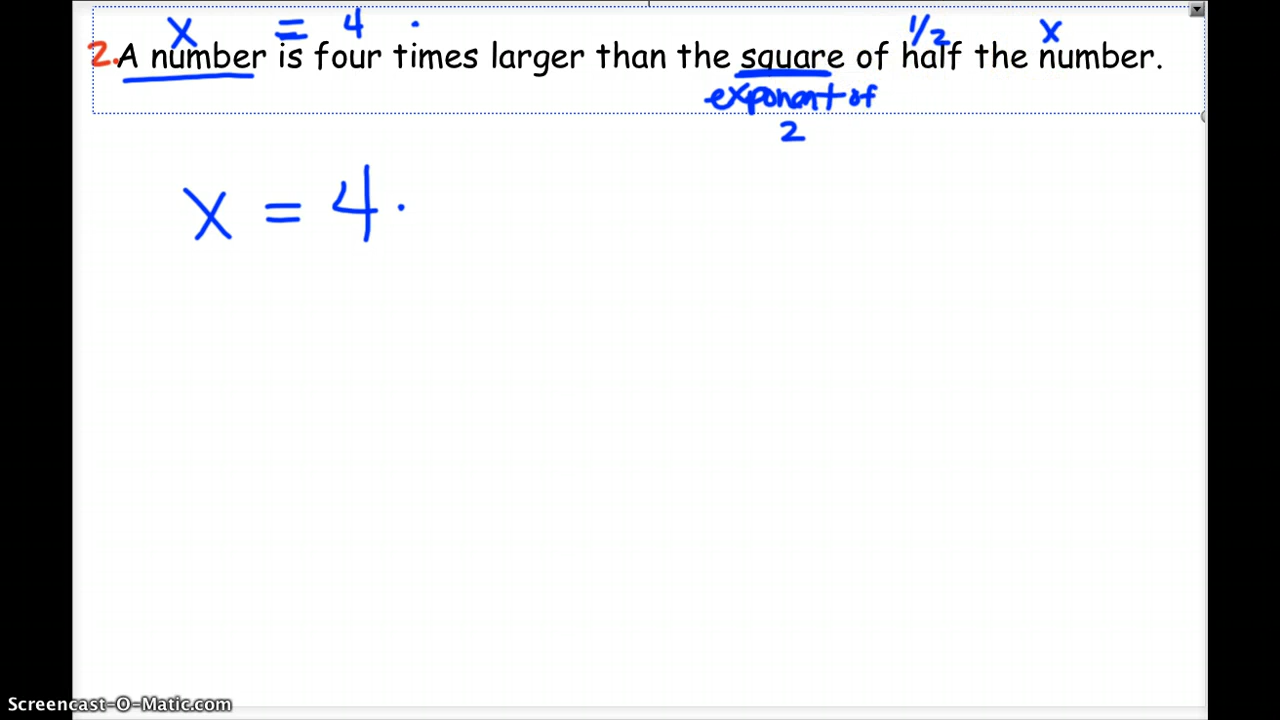 x = 4 · 1/2 x
2. A number is four times larger than the square of half the number.
exponent of
2
x = 4 ·
Screencast-O-Matic.com